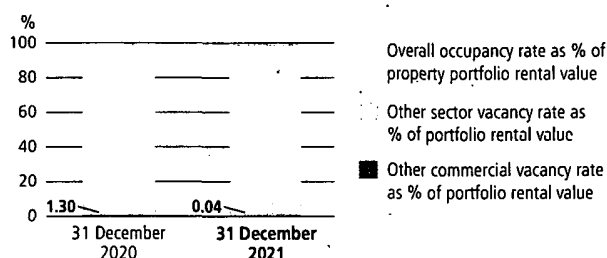 %
100
80
60
40
20
0
1.30
0.04
31 December
2020
31 December
2021
Overall occupancy rate as % of
property portfolio rental value
Other sector vacancy rate as
% of portfolio rental value
Other commercial vacancy rate
as % of portfolio rental value